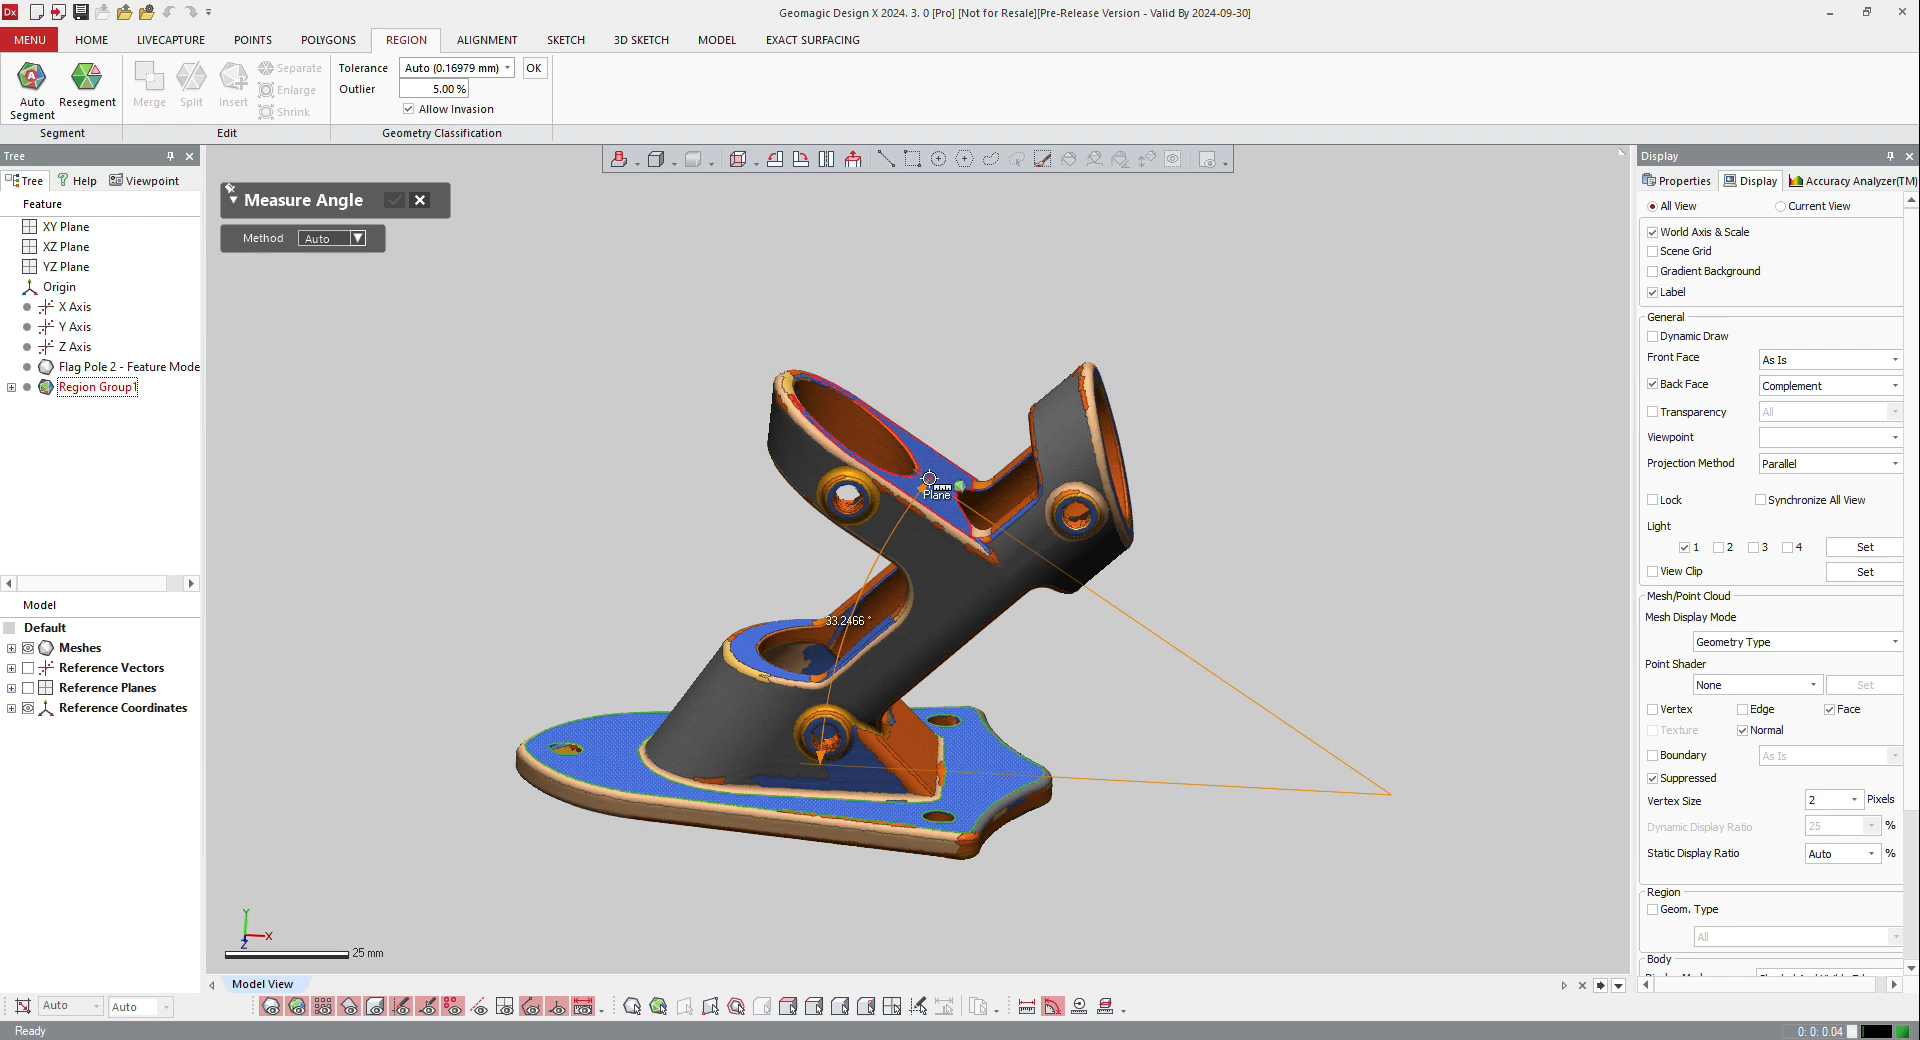 Dx
Geomagic Design X 2024. 3. 0 [Pro] [Not for Resale][Pre-Release Version - Valid By 2024-09-30]
MENU HOME LIVECAPTURE POINTS POLYGONS REGION ALIGNMENT SKETCH 3D SKETCH MODEL EXACT SURFACING
Auto Segment
Resegment
Merge
Split
Insert
Separate
Enlarge
Shrink
Tolerance Auto (0.16979 mm) OK
Outlier 5.00 %
Allow Invasion
Segment
Edit
Geometry Classification
Tree
Tree Help Viewpoint
Feature
XY Plane
XZ Plane
YZ Plane
Origin
X Axis
Y Axis
Z Axis
Flag Pole 2 - Feature Mode
Region Group1
Model
Default
Meshes
Reference Vectors
Reference Planes
Reference Coordinates
Measure Angle
Method Auto
Plane
33.2466 °
Y
X
Z
25 mm
Model View
Display
Properties Display Accuracy Analyzer(TM)
All View Current View
World Axis & Scale
Scene Grid
Gradient Background
Label
General
Dynamic Draw
Front Face As Is
Back Face Complement
Transparency All
Viewpoint
Projection Method Parallel
Lock Synchronize All View
Light
1 2 3 4 Set
View Clip Set
Mesh/Point Cloud
Mesh Display Mode
Geometry Type
Point Shader
None Set
Vertex Edge Face
Texture Normal
Boundary As Is
Suppressed
Vertex Size 2 Pixels
Dynamic Display Ratio 25 %
Static Display Ratio Auto %
Region
Geom. Type
All
Body
Auto Auto
Ready
0: 0: 0.04